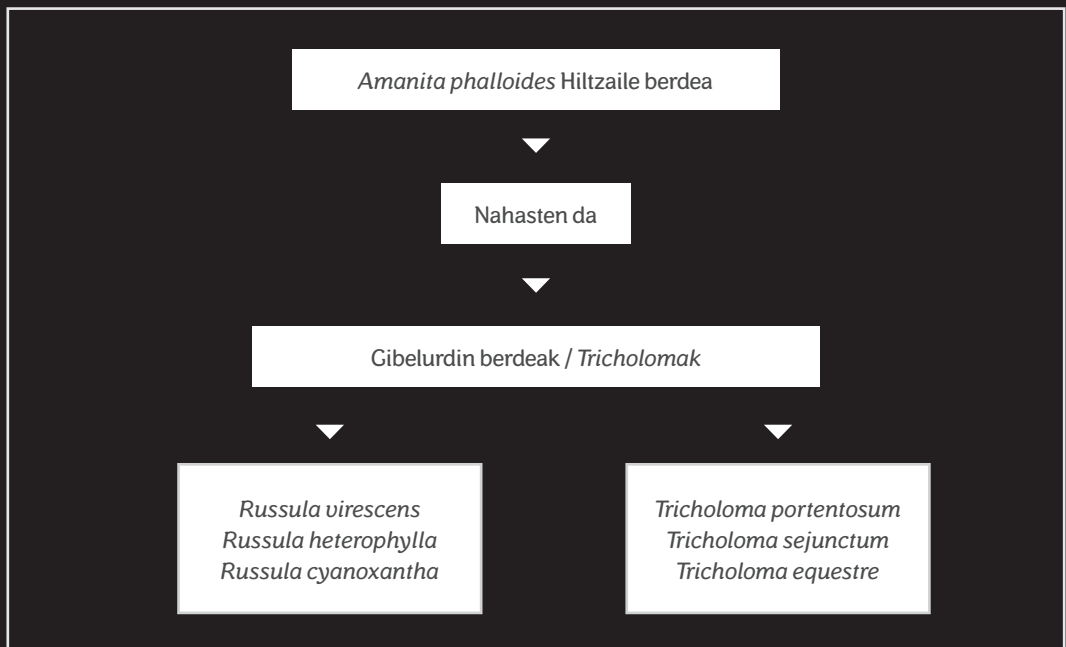 Amanita phalloides Hiltzaile berdea
Nahasten da
Gibelurdin berdeak / Tricholomak
Russula virescens
Russula heterophylla
Russula cyanoxantha
Tricholoma portentosum
Tricholoma sejunctum
Tricholoma equestre